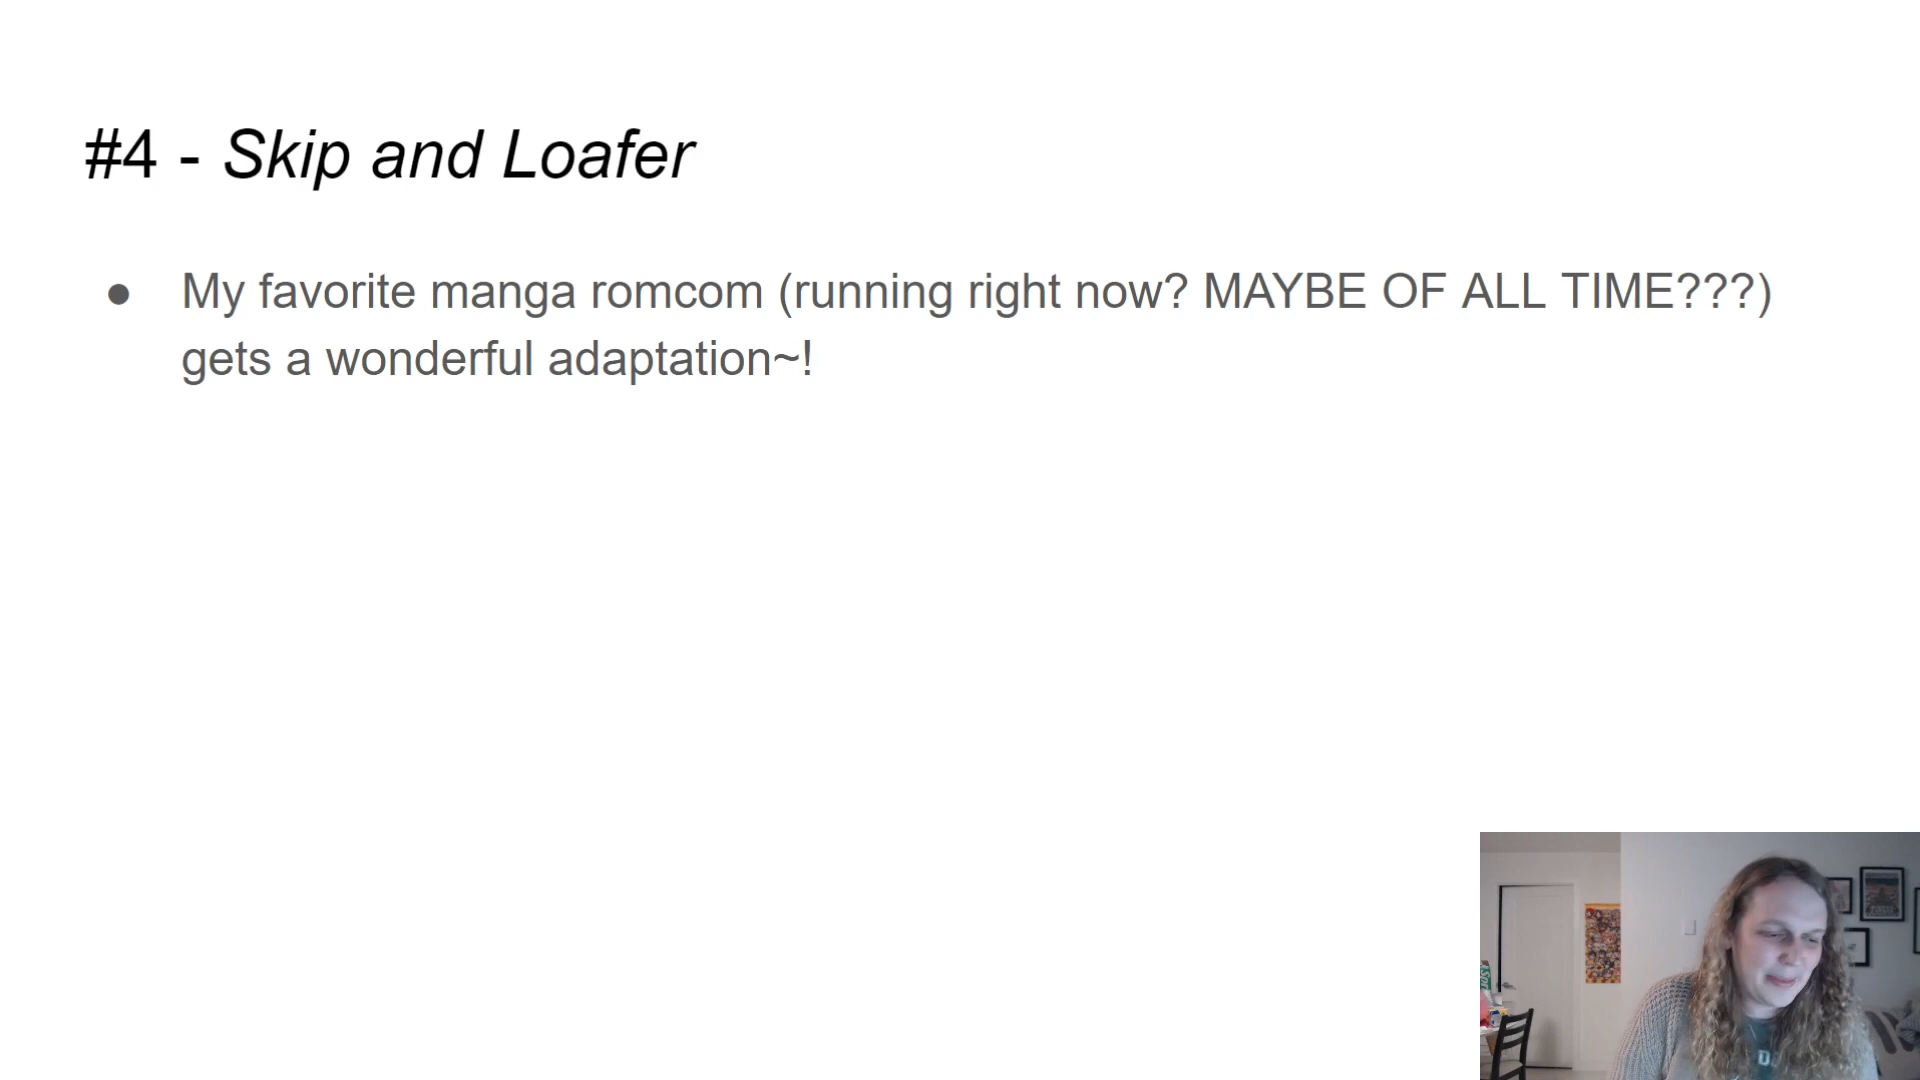 #4 - Skip and Loafer
● My favorite manga romcom (running right now? MAYBE OF ALL TIME???)
gets a wonderful adaptation~!